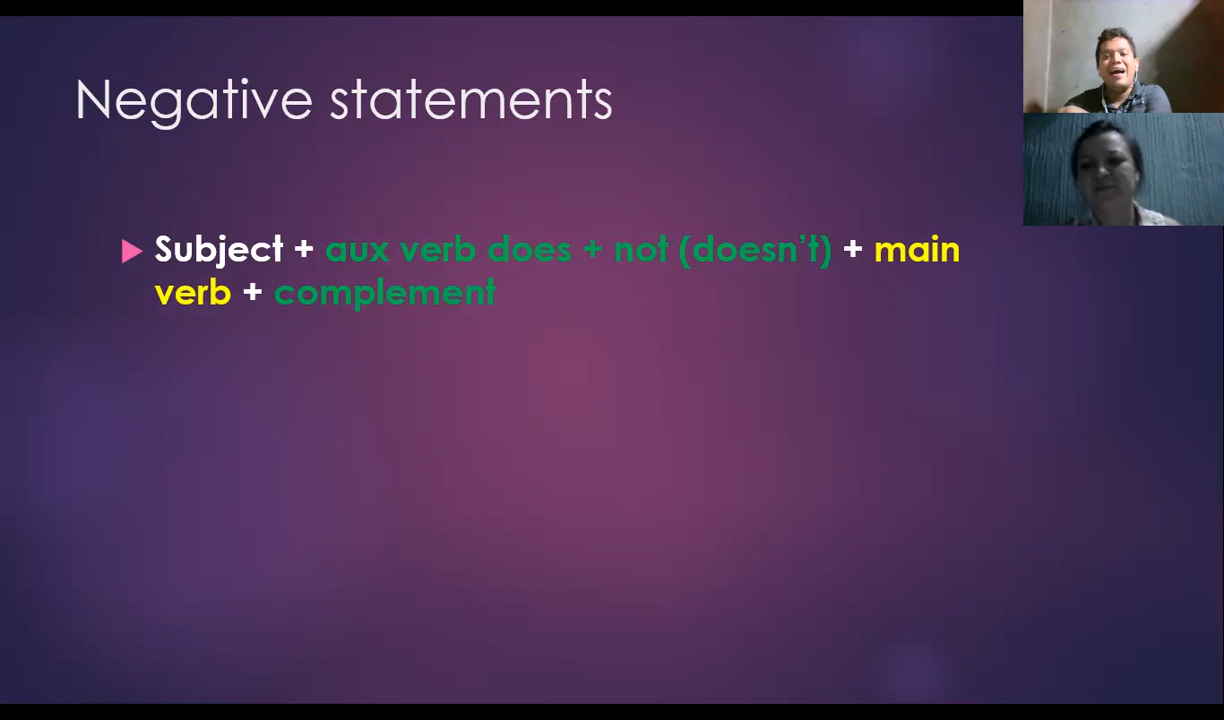 Negative statements
Subject + aux verb does + not (doesn't) + main
verb + complement